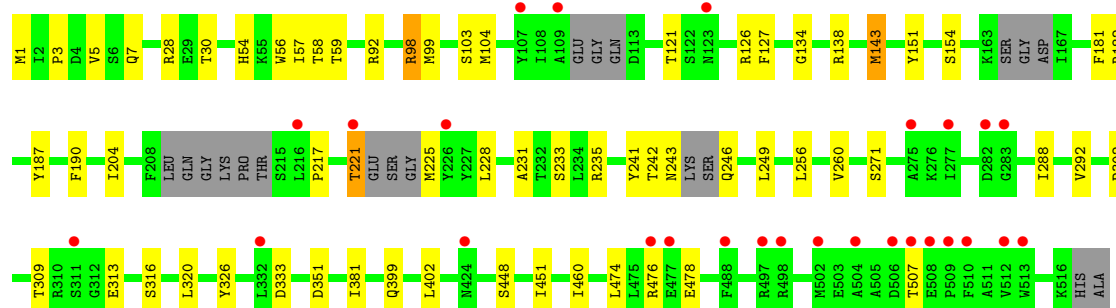 M1 I2 P3 D4 V5 S6 Q7 R28 E29 T30 H54 K55 W56 I57 T58 T59 R92 R98 M99 S103 M104 Y107 I108 A109 GLU GLY GLN D113 T121 S122 N123 R126 F127 G134 R138 M143 Y151 S154 K163 SER GLY ASP I167 F181
Y187 F190 I204 F208 LEU GLN GLY LYS PRO THR S215 L216 P217 T221 GLU SER GLY M225 Y226 Y227 L228 A231 T232 S233 L234 R235 Y241 T242 N243 LYS SER Q246 L249 L256 V260 S271 A275 K276 I277 D282 G283 I288 V292
T309 R310 S311 G312 E313 S316 L320 Y326 L332 D333 D351 I381 Q399 L402 N424 S448 I451 I460 L474 L475 R476 E477 E478 F488 R497 R498 M502 E503 A504 A505 D506 T507 E508 P509 F510 A511 V512 W513 K516 HIS ALA